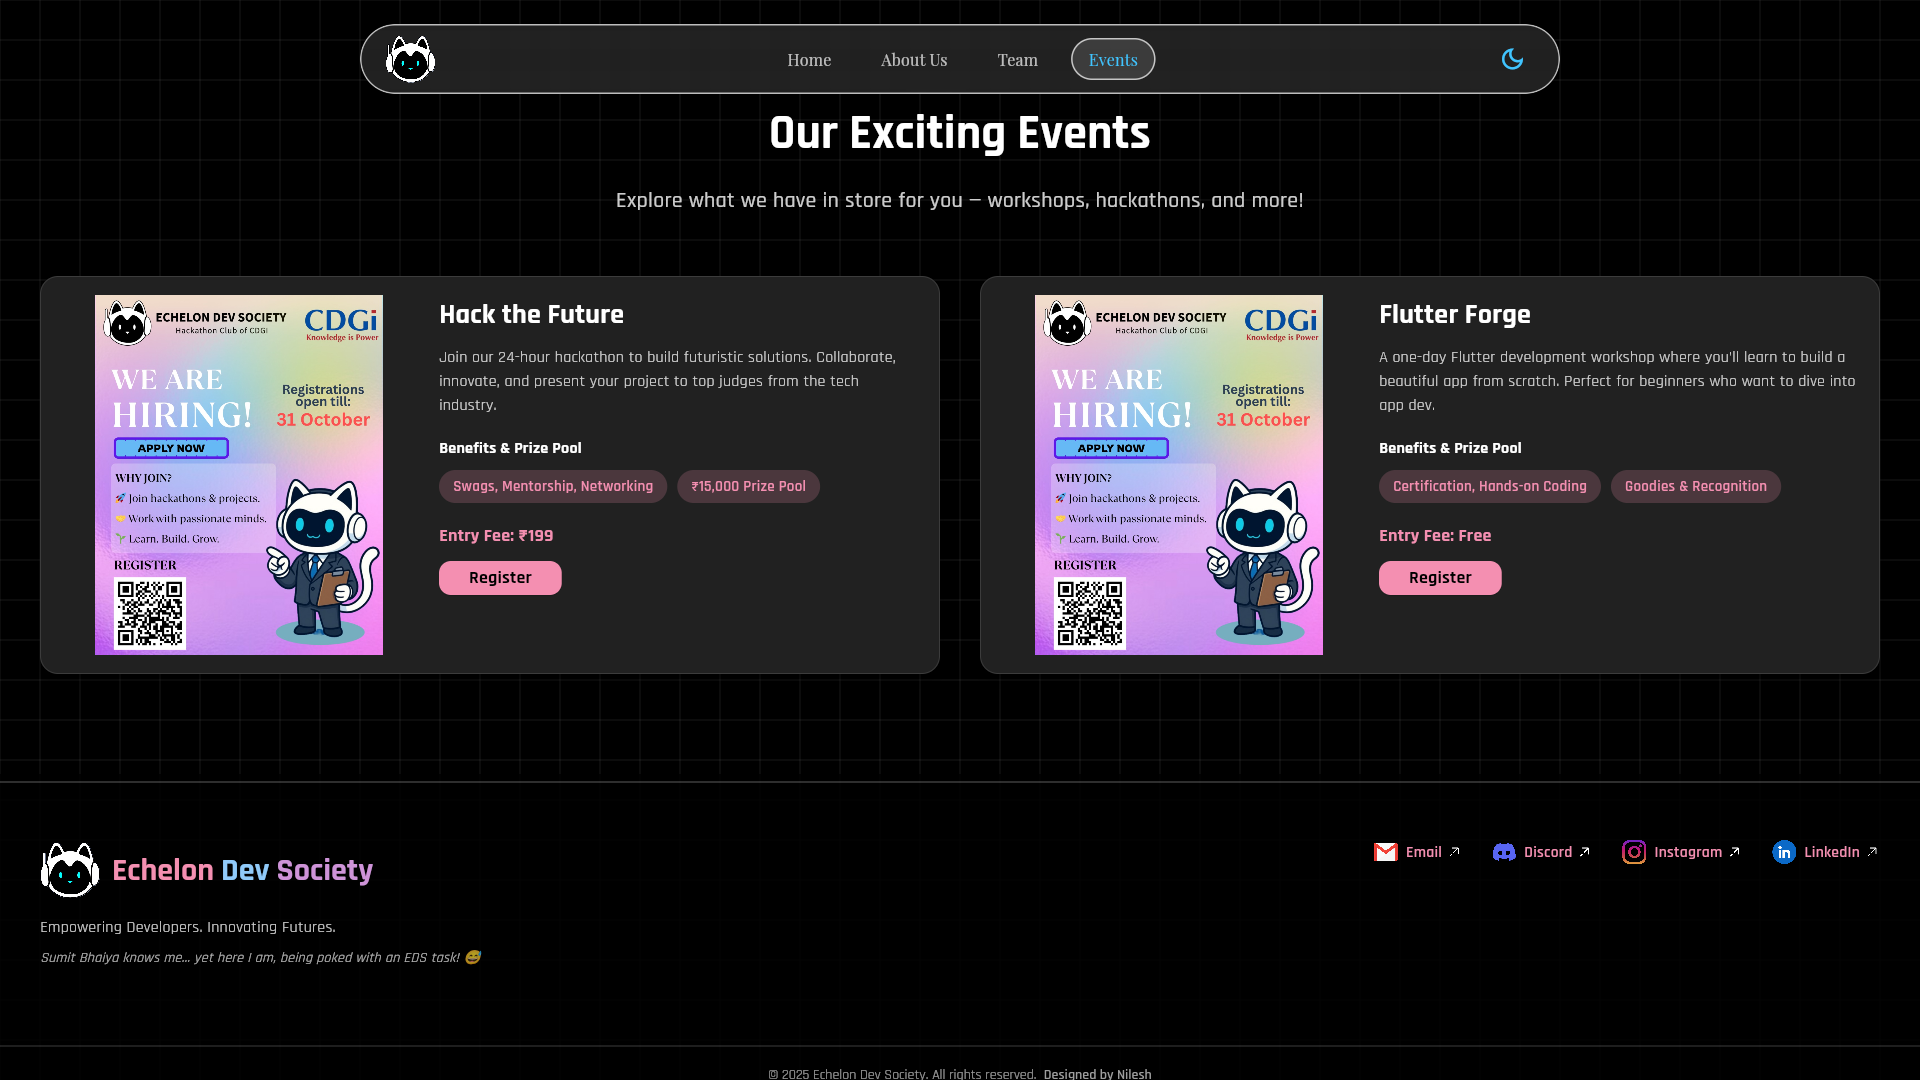 Home
About Us
Team
Events
Our Exciting Events
Explore what we have in store for you — workshops, hackathons, and more!
ECHELON DEV SOCIETY
Hackathon Club of CDGI
CDGi
Knowledge is Power
WE ARE
HIRING!
Registrations
open till:
31 October
APPLY NOW
WHY JOIN?
🚀 Join hackathons & projects.
🤝 Work with passionate minds.
🌱 Learn. Build. Grow.
REGISTER
Hack the Future
Join our 24-hour hackathon to build futuristic solutions. Collaborate,
innovate, and present your project to top judges from the tech
industry.
Benefits & Prize Pool
Swags, Mentorship, Networking
₹15,000 Prize Pool
Entry Fee: ₹199
Register
ECHELON DEV SOCIETY
Hackathon Club of CDGI
CDGi
Knowledge is Power
WE ARE
HIRING!
Registrations
open till:
31 October
APPLY NOW
WHY JOIN?
🚀 Join hackathons & projects.
🤝 Work with passionate minds.
🌱 Learn. Build. Grow.
REGISTER
Flutter Forge
A one-day Flutter development workshop where you'll learn to build a
beautiful app from scratch. Perfect for beginners who want to dive into
app dev.
Benefits & Prize Pool
Certification, Hands-on Coding
Goodies & Recognition
Entry Fee: Free
Register
Echelon Dev Society
Empowering Developers. Innovating Futures.
Sumit Bhaiya knows me... yet here I am, being poked with an EDS task! 😅
Email
Discord
Instagram
LinkedIn
© 2025 Echelon Dev Society. All rights reserved. Designed by Nilesh